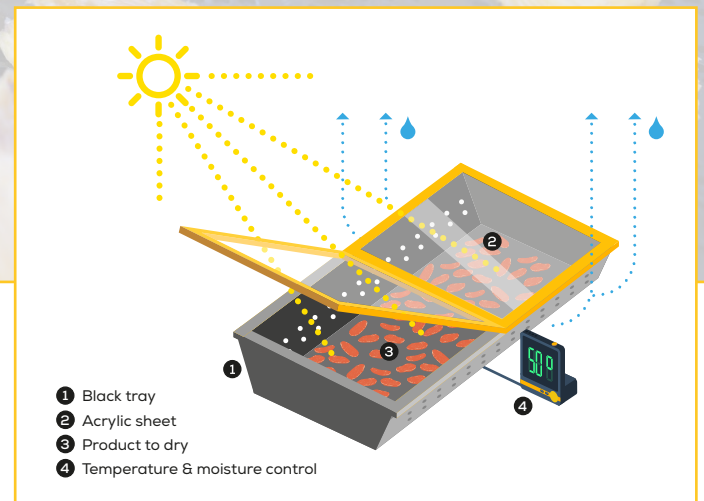 2
50°
3
1
4
1 Black tray
2 Acrylic sheet
3 Product to dry
4 Temperature & moisture control